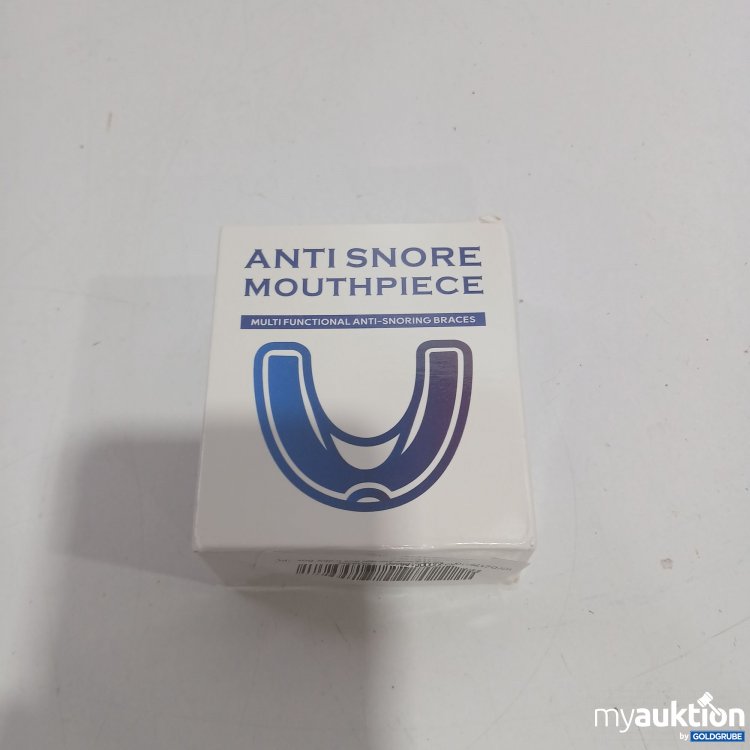 ANTI SNORE
MOUTHPIECE
MULTI FUNCTIONAL ANTI-SNORING BRACES
myauktion
by GOLDGRUBE